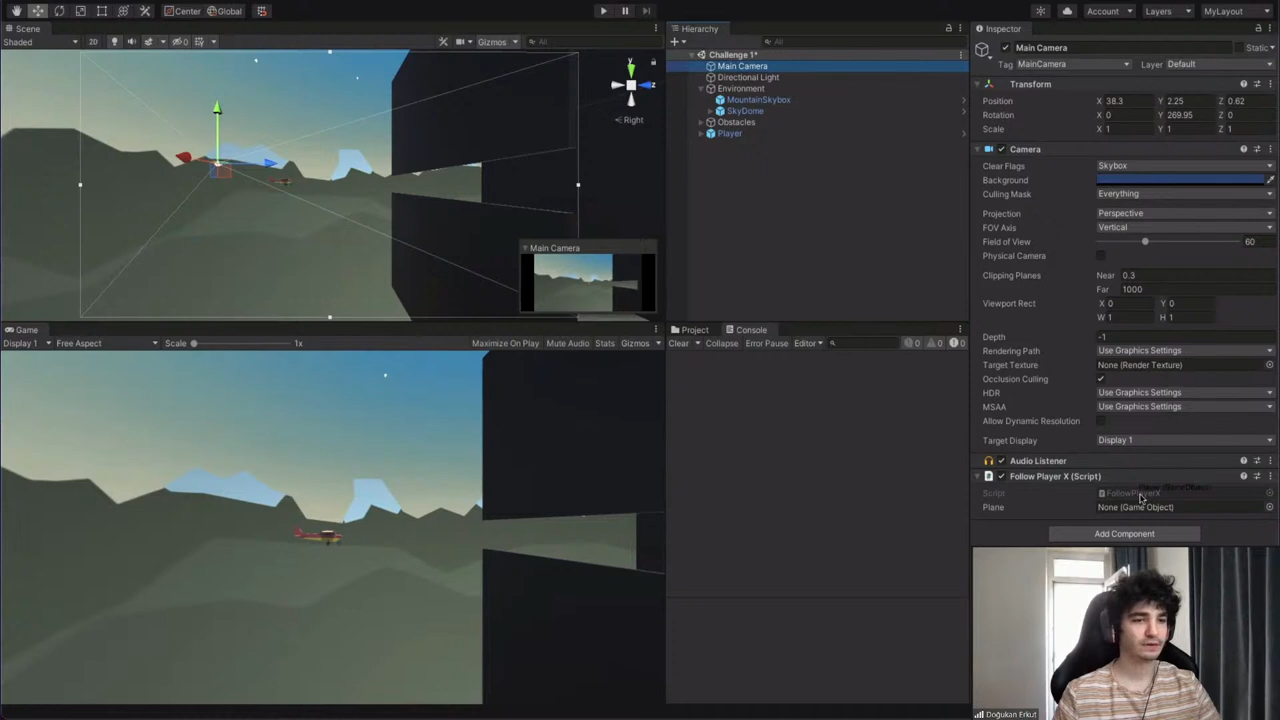 Center Global Account Layers MyLayout
Scene Hierarchy Inspector
Shaded 2D 0 Gizmos All All Main Camera Static
Challenge 1* Tag MainCamera Layer Default
Main Camera
Directional Light Transform
Environment Position X 38.3 Y 2.25 Z 0.62
MountainSkybox Rotation X 0 Y 269.95 Z 0
SkyDome Scale X 1 Y 1 Z 1
Obstacles
Player
y
z
Right
Camera
Clear Flags Skybox
Background
Culling Mask Everything
Projection Perspective
FOV Axis Vertical
Field of View 60
Physical Camera
Clipping Planes Near 0.3
Far 1000
Viewport Rect X 0 Y 0
W 1 H 1
Main Camera
Game Project Console
Display 1 Free Aspect Scale 1x Maximize On Play Mute Audio Stats Gizmos Clear Collapse Error Pause Editor 0 0 0
Depth -1
Rendering Path Use Graphics Settings
Target Texture None (Render Texture)
Occlusion Culling
HDR Use Graphics Settings
MSAA Use Graphics Settings
Allow Dynamic Resolution
Target Display Display 1
Audio Listener
Follow Player X (Script)
Script FollowPlayerX
Plane None (Game Object)
Add Component
Doğukan Erkut